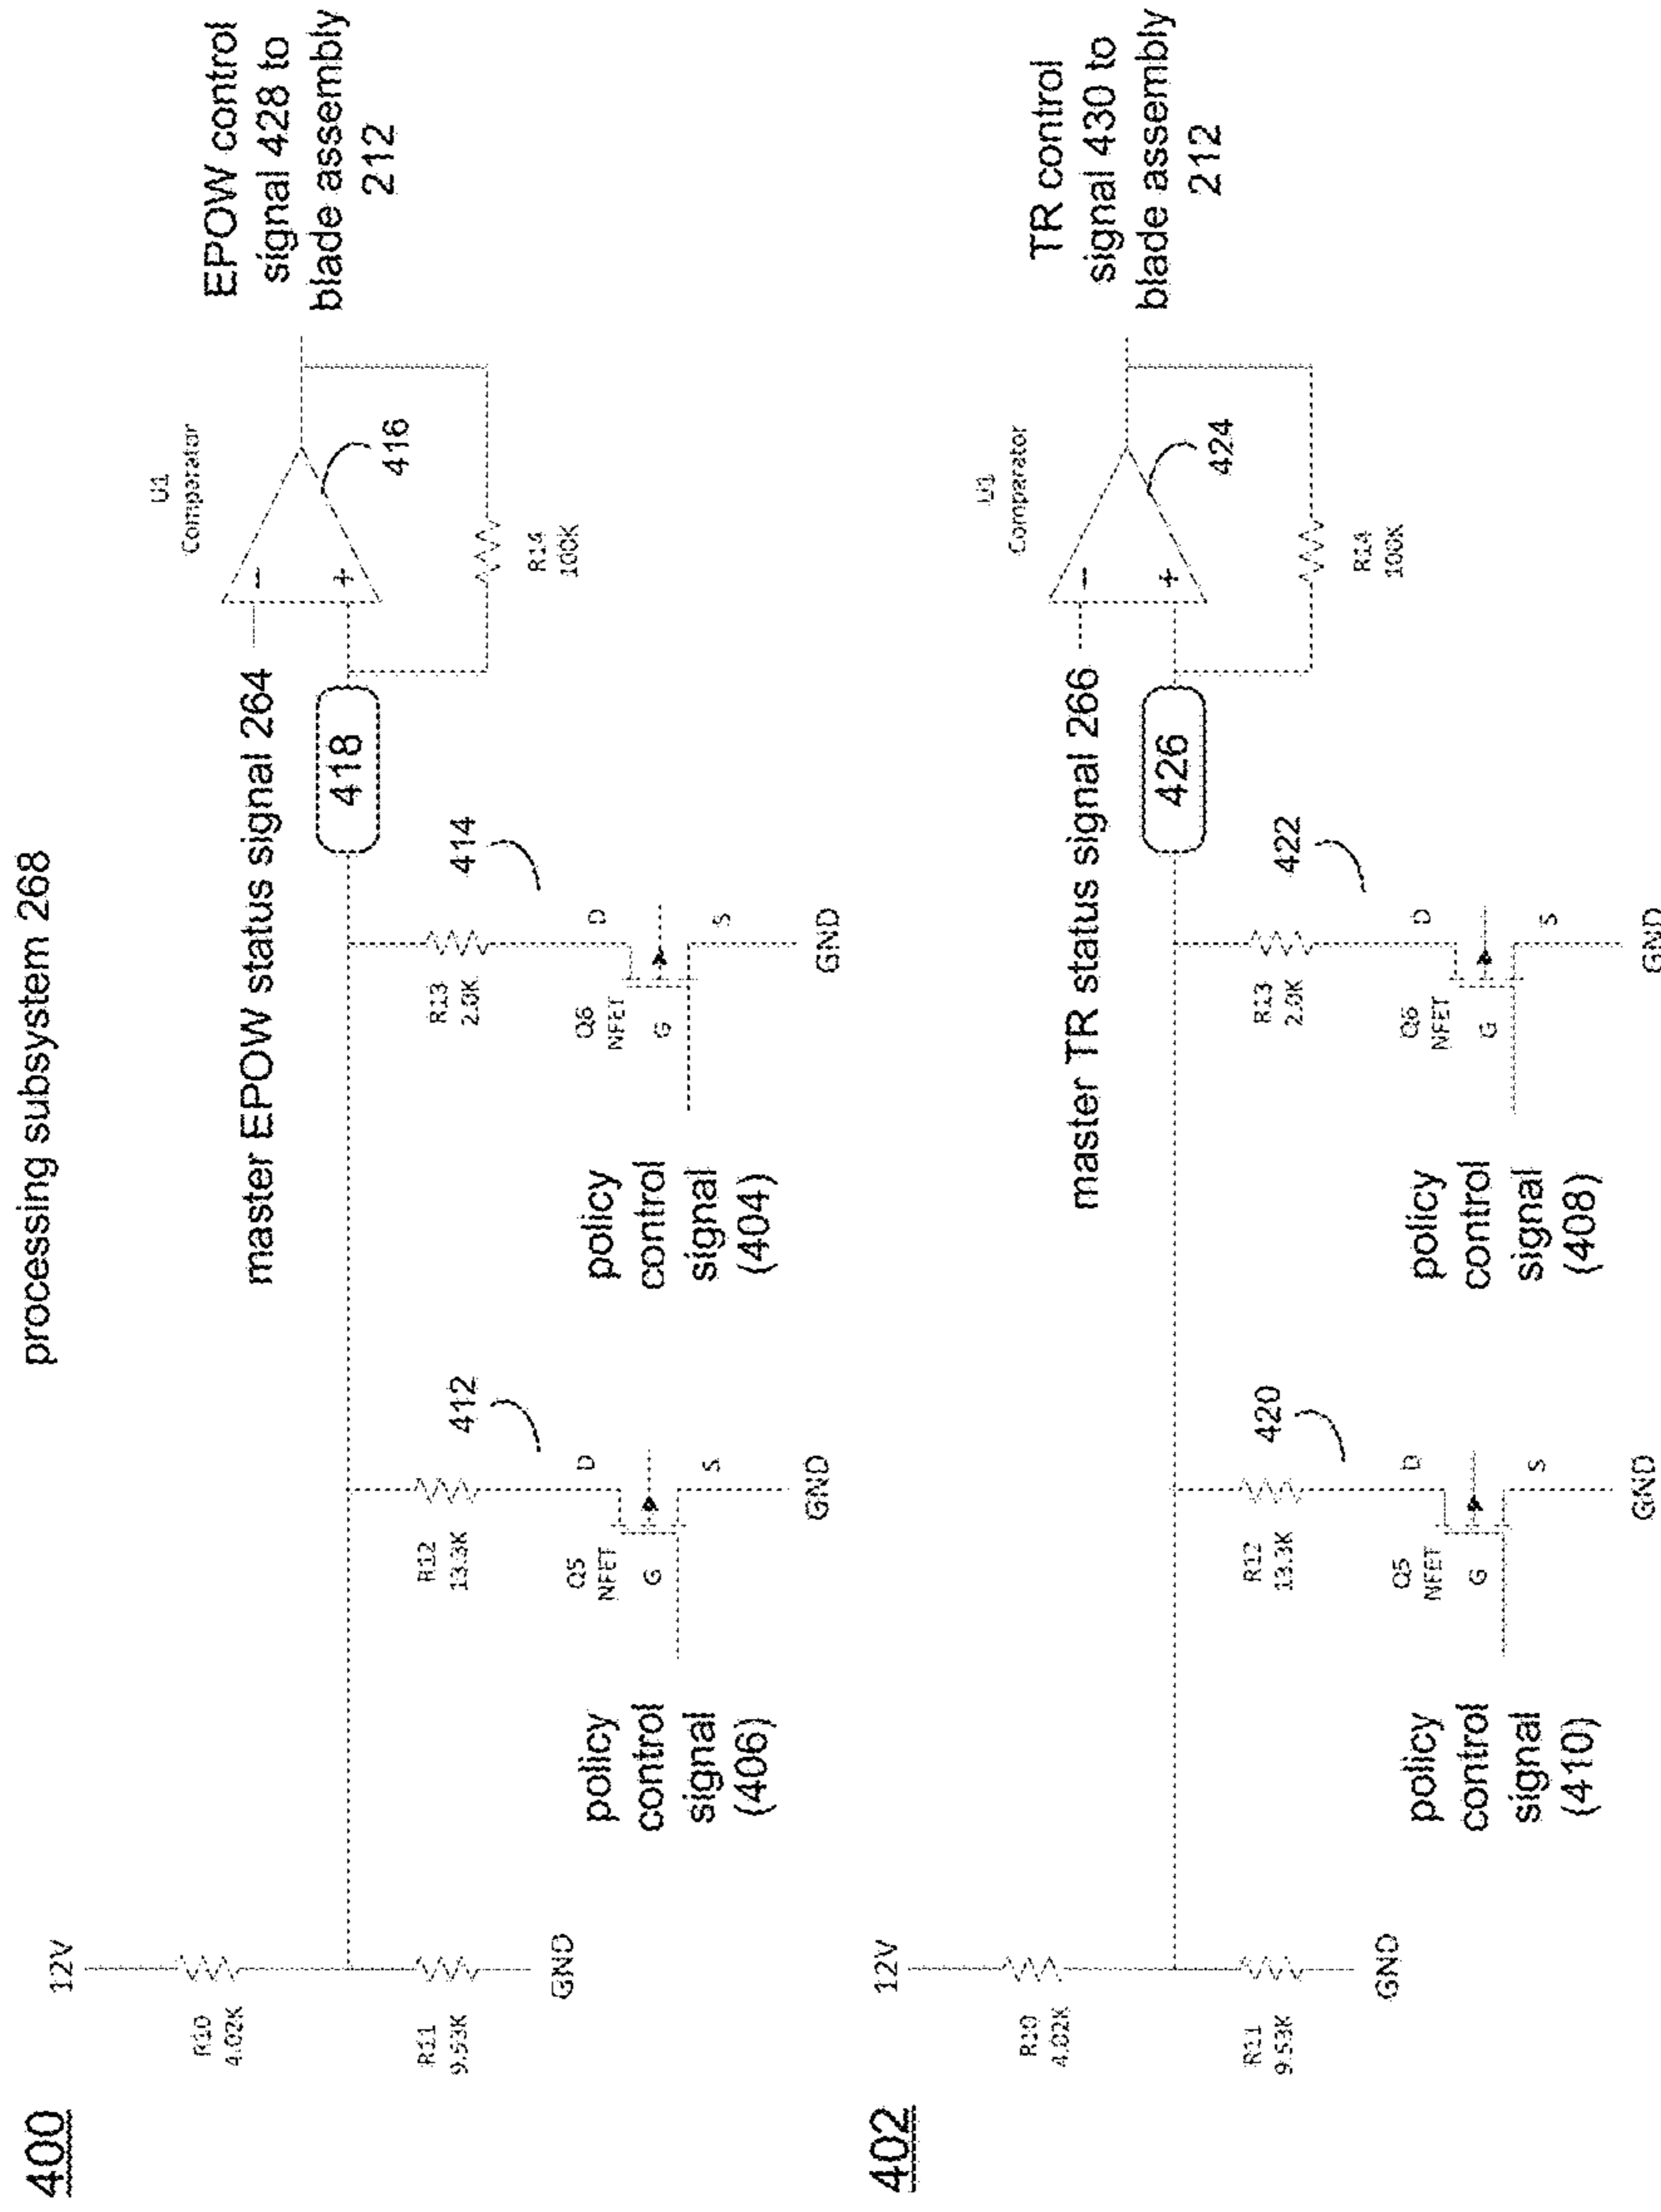 processing subsystem 268
400
12V
R10
4.02K
R11
9.53K
GND
policy
control
signal
(406)
412
R12
13.3K
Q5
NFET
D
G
S
GND
policy
control
signal
(404)
414
R13
2.0K
Q6
NFET
D
G
S
GND
master EPOW status signal 264
418
U1
Comparator
-
+
416
R14
100K
EPOW control
signal 428 to
blade assembly
212
402
12V
R10
4.02K
R11
9.53K
GND
policy
control
signal
(410)
420
R12
13.3K
Q5
NFET
D
G
S
GND
policy
control
signal
(408)
422
R13
2.0K
Q6
NFET
D
G
S
GND
master TR status signal 266
426
U1
Comparator
-
+
424
R14
100K
TR control
signal 430 to
blade assembly
212